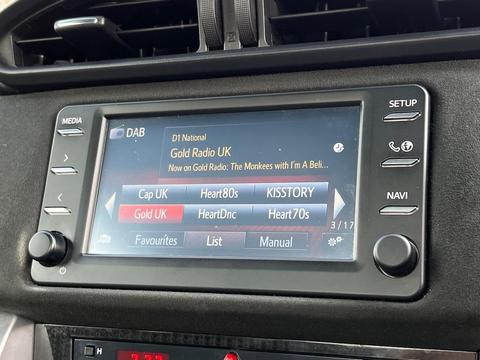 MEDIA
DAB
SETUP
D1 National
Gold Radio UK
Now on Gold Radio: The Monkees with I'm A Beli...
Cap UK Heart80s KISSTORY
Gold UK HeartDnc Heart70s
NAVI
3 / 17
Favourites List Manual
H